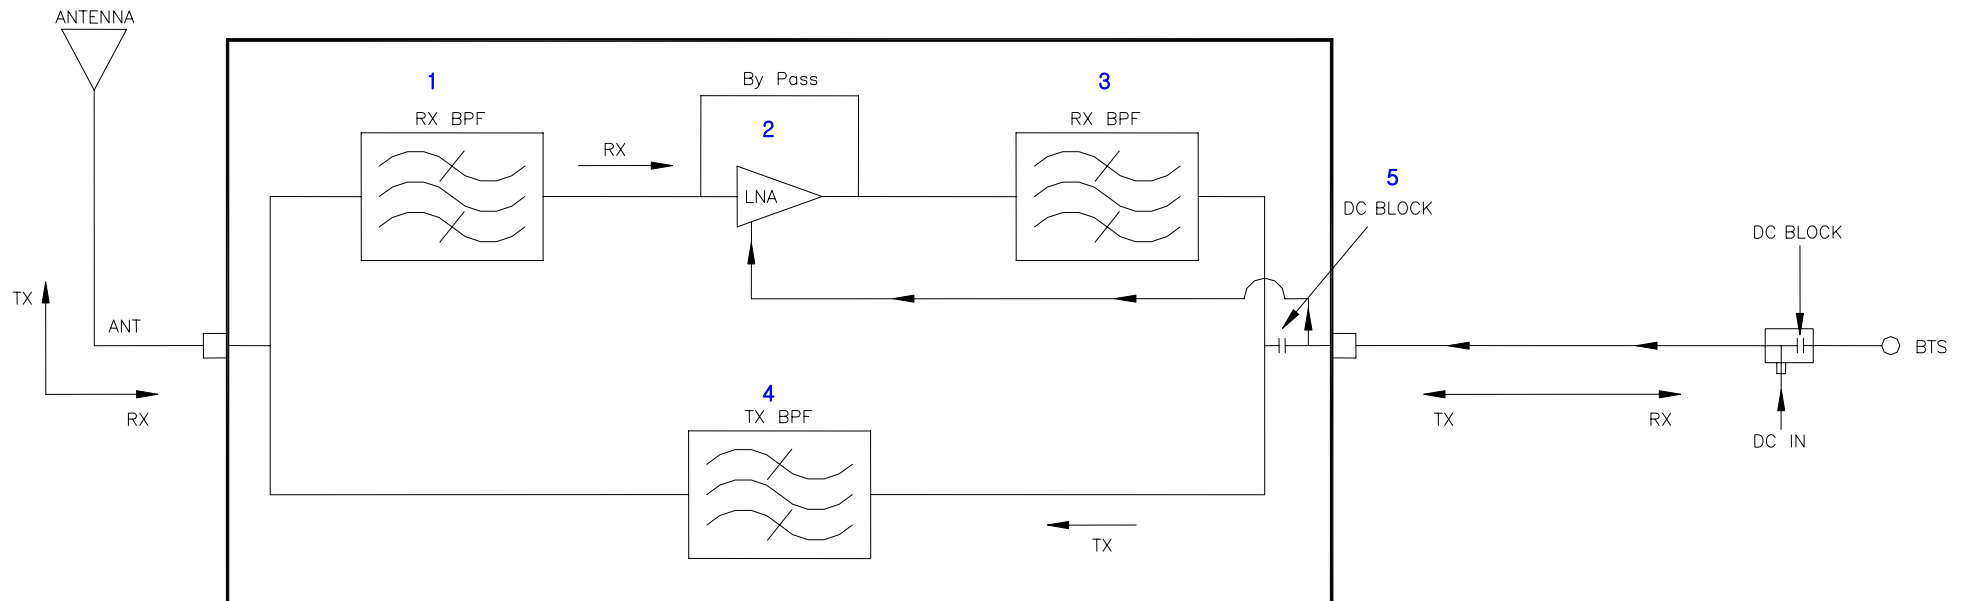 ANTENNA
1
By Pass
3
RX BPF
RX BPF
2
RX
5
LNA
DC BLOCK
DC BLOCK
TX
ANT
BTS
4
RX
TX BPF
TX
RX
DC IN
TX